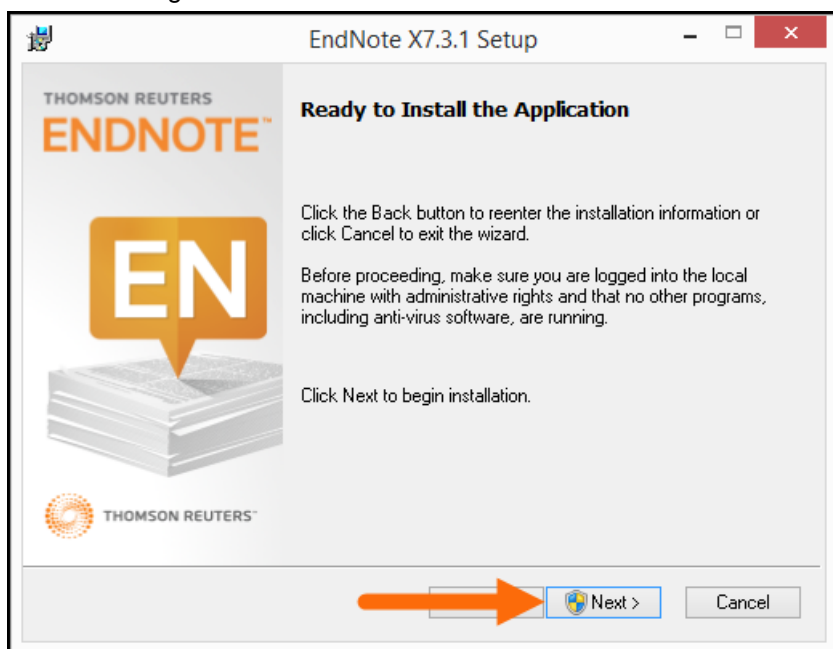 EndNote X7.3.1 Setup
THOMSON REUTERS
ENDNOTE™
Ready to Install the Application
Click the Back button to reenter the installation information or
click Cancel to exit the wizard.
EN
Before proceeding, make sure you are logged into the local
machine with administrative rights and that no other programs,
including anti-virus software, are running.
Click Next to begin installation.
THOMSON REUTERS™
Next >
Cancel